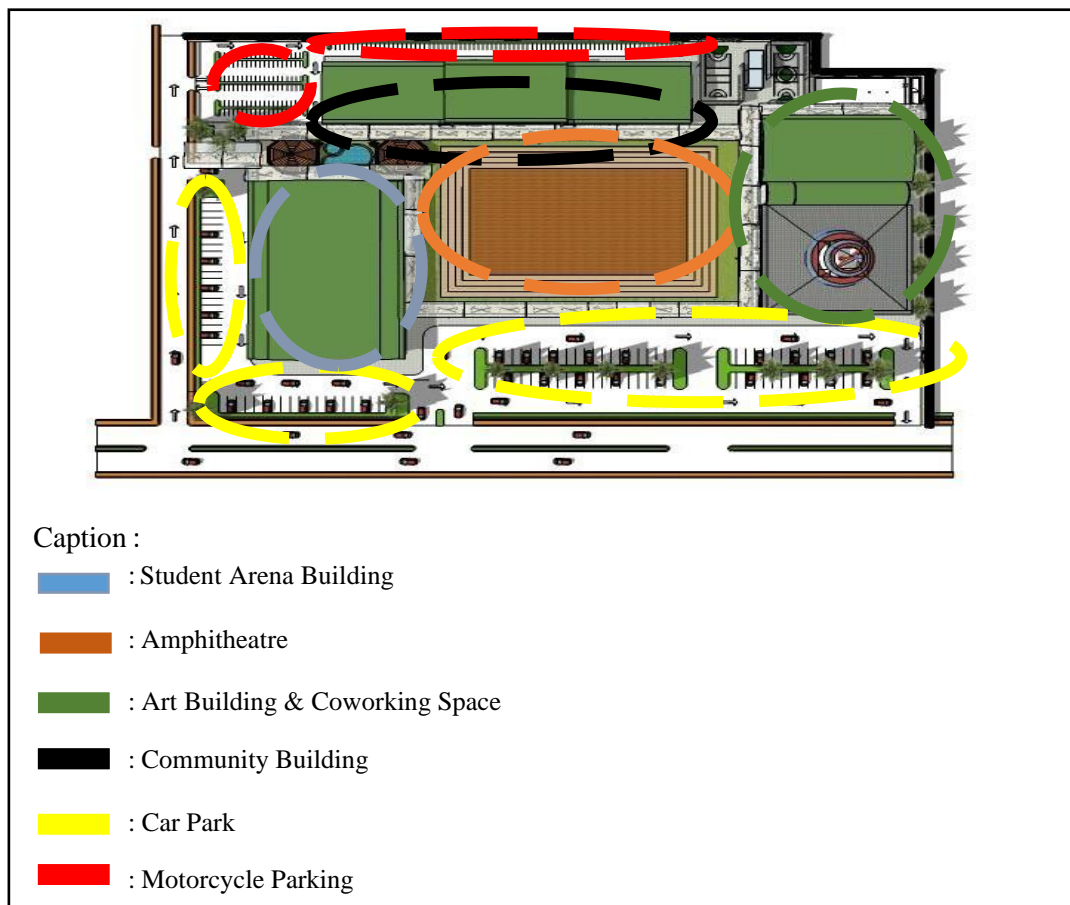 Caption :
: Student Arena Building
: Amphitheatre
: Art Building & Coworking Space
: Community Building
: Car Park
: Motorcycle Parking